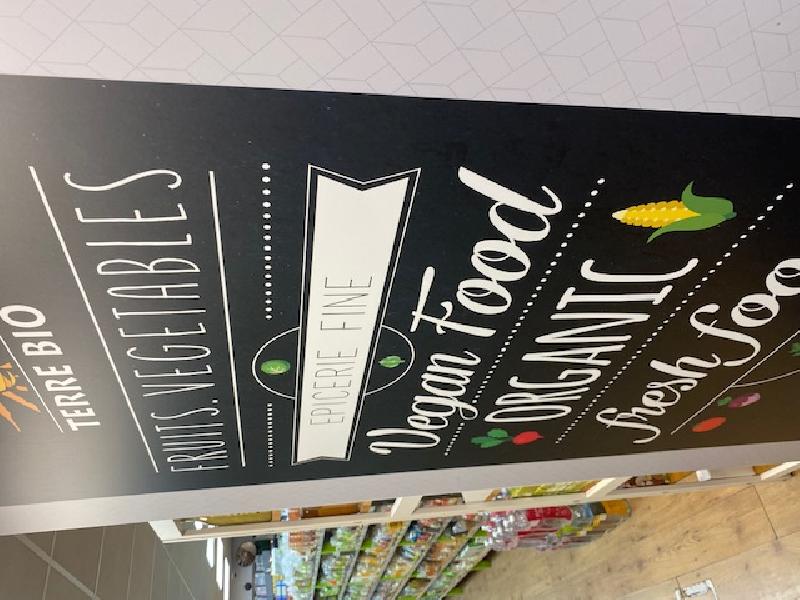 TERRE BIO
FRUITS. VEGETABLES
EPICERIE FINE
Vegan Food
ORGANIC
fresh foo